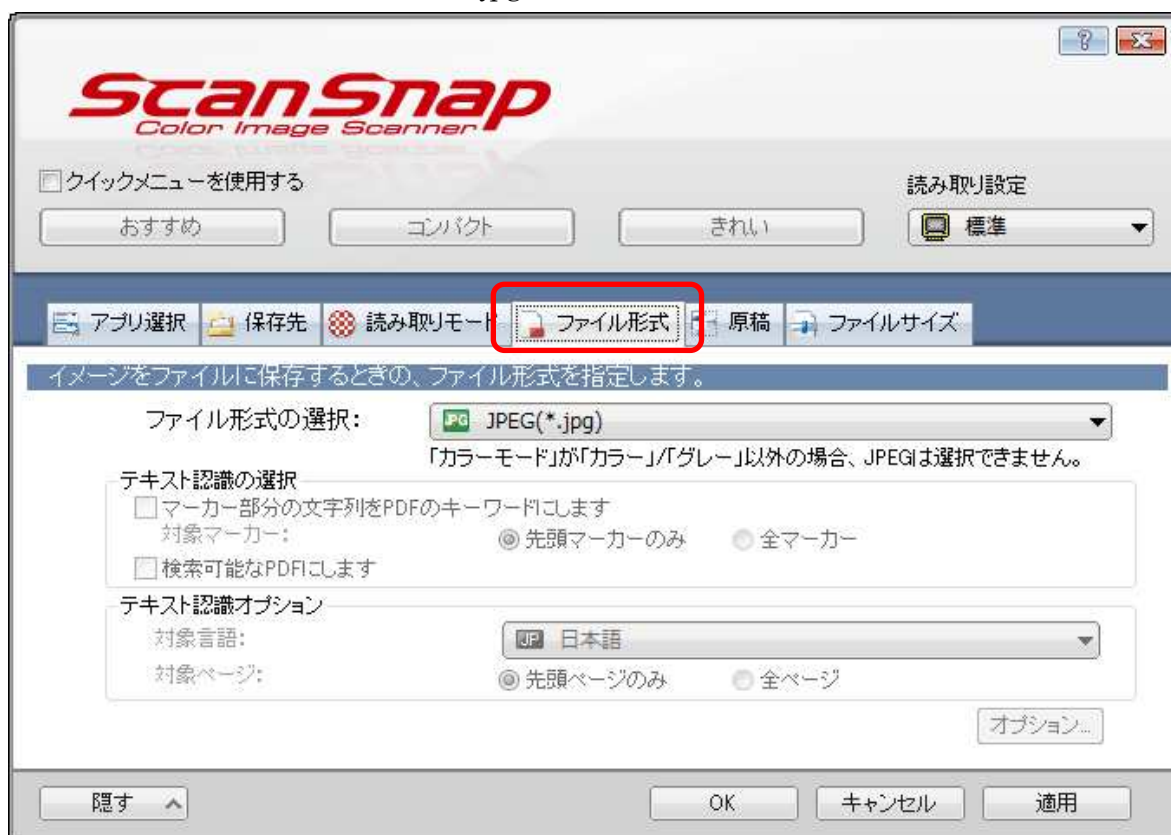 ScanSnap
Color Image Scanner
クイックメニューを使用する
読み取り設定
おすすめ コンパクト きれい 標準
アプリ選択 保存先 読み取りモード ファイル形式 原稿 ファイルサイズ
イメージをファイルに保存するときの、ファイル形式を指定します。
ファイル形式の選択: JPG JPEG(*.jpg)
「カラーモード」が「カラー」/「グレー」以外の場合、JPEGは選択できません。
テキスト認識の選択
マーカー部分の文字列をPDFのキーワードにします
対象マーカー: 先頭マーカーのみ 全マーカー
検索可能なPDFにします
テキスト認識オプション
対象言語: JP 日本語
対象ページ: 先頭ページのみ 全ページ
オプション...
隠す OK キャンセル 適用